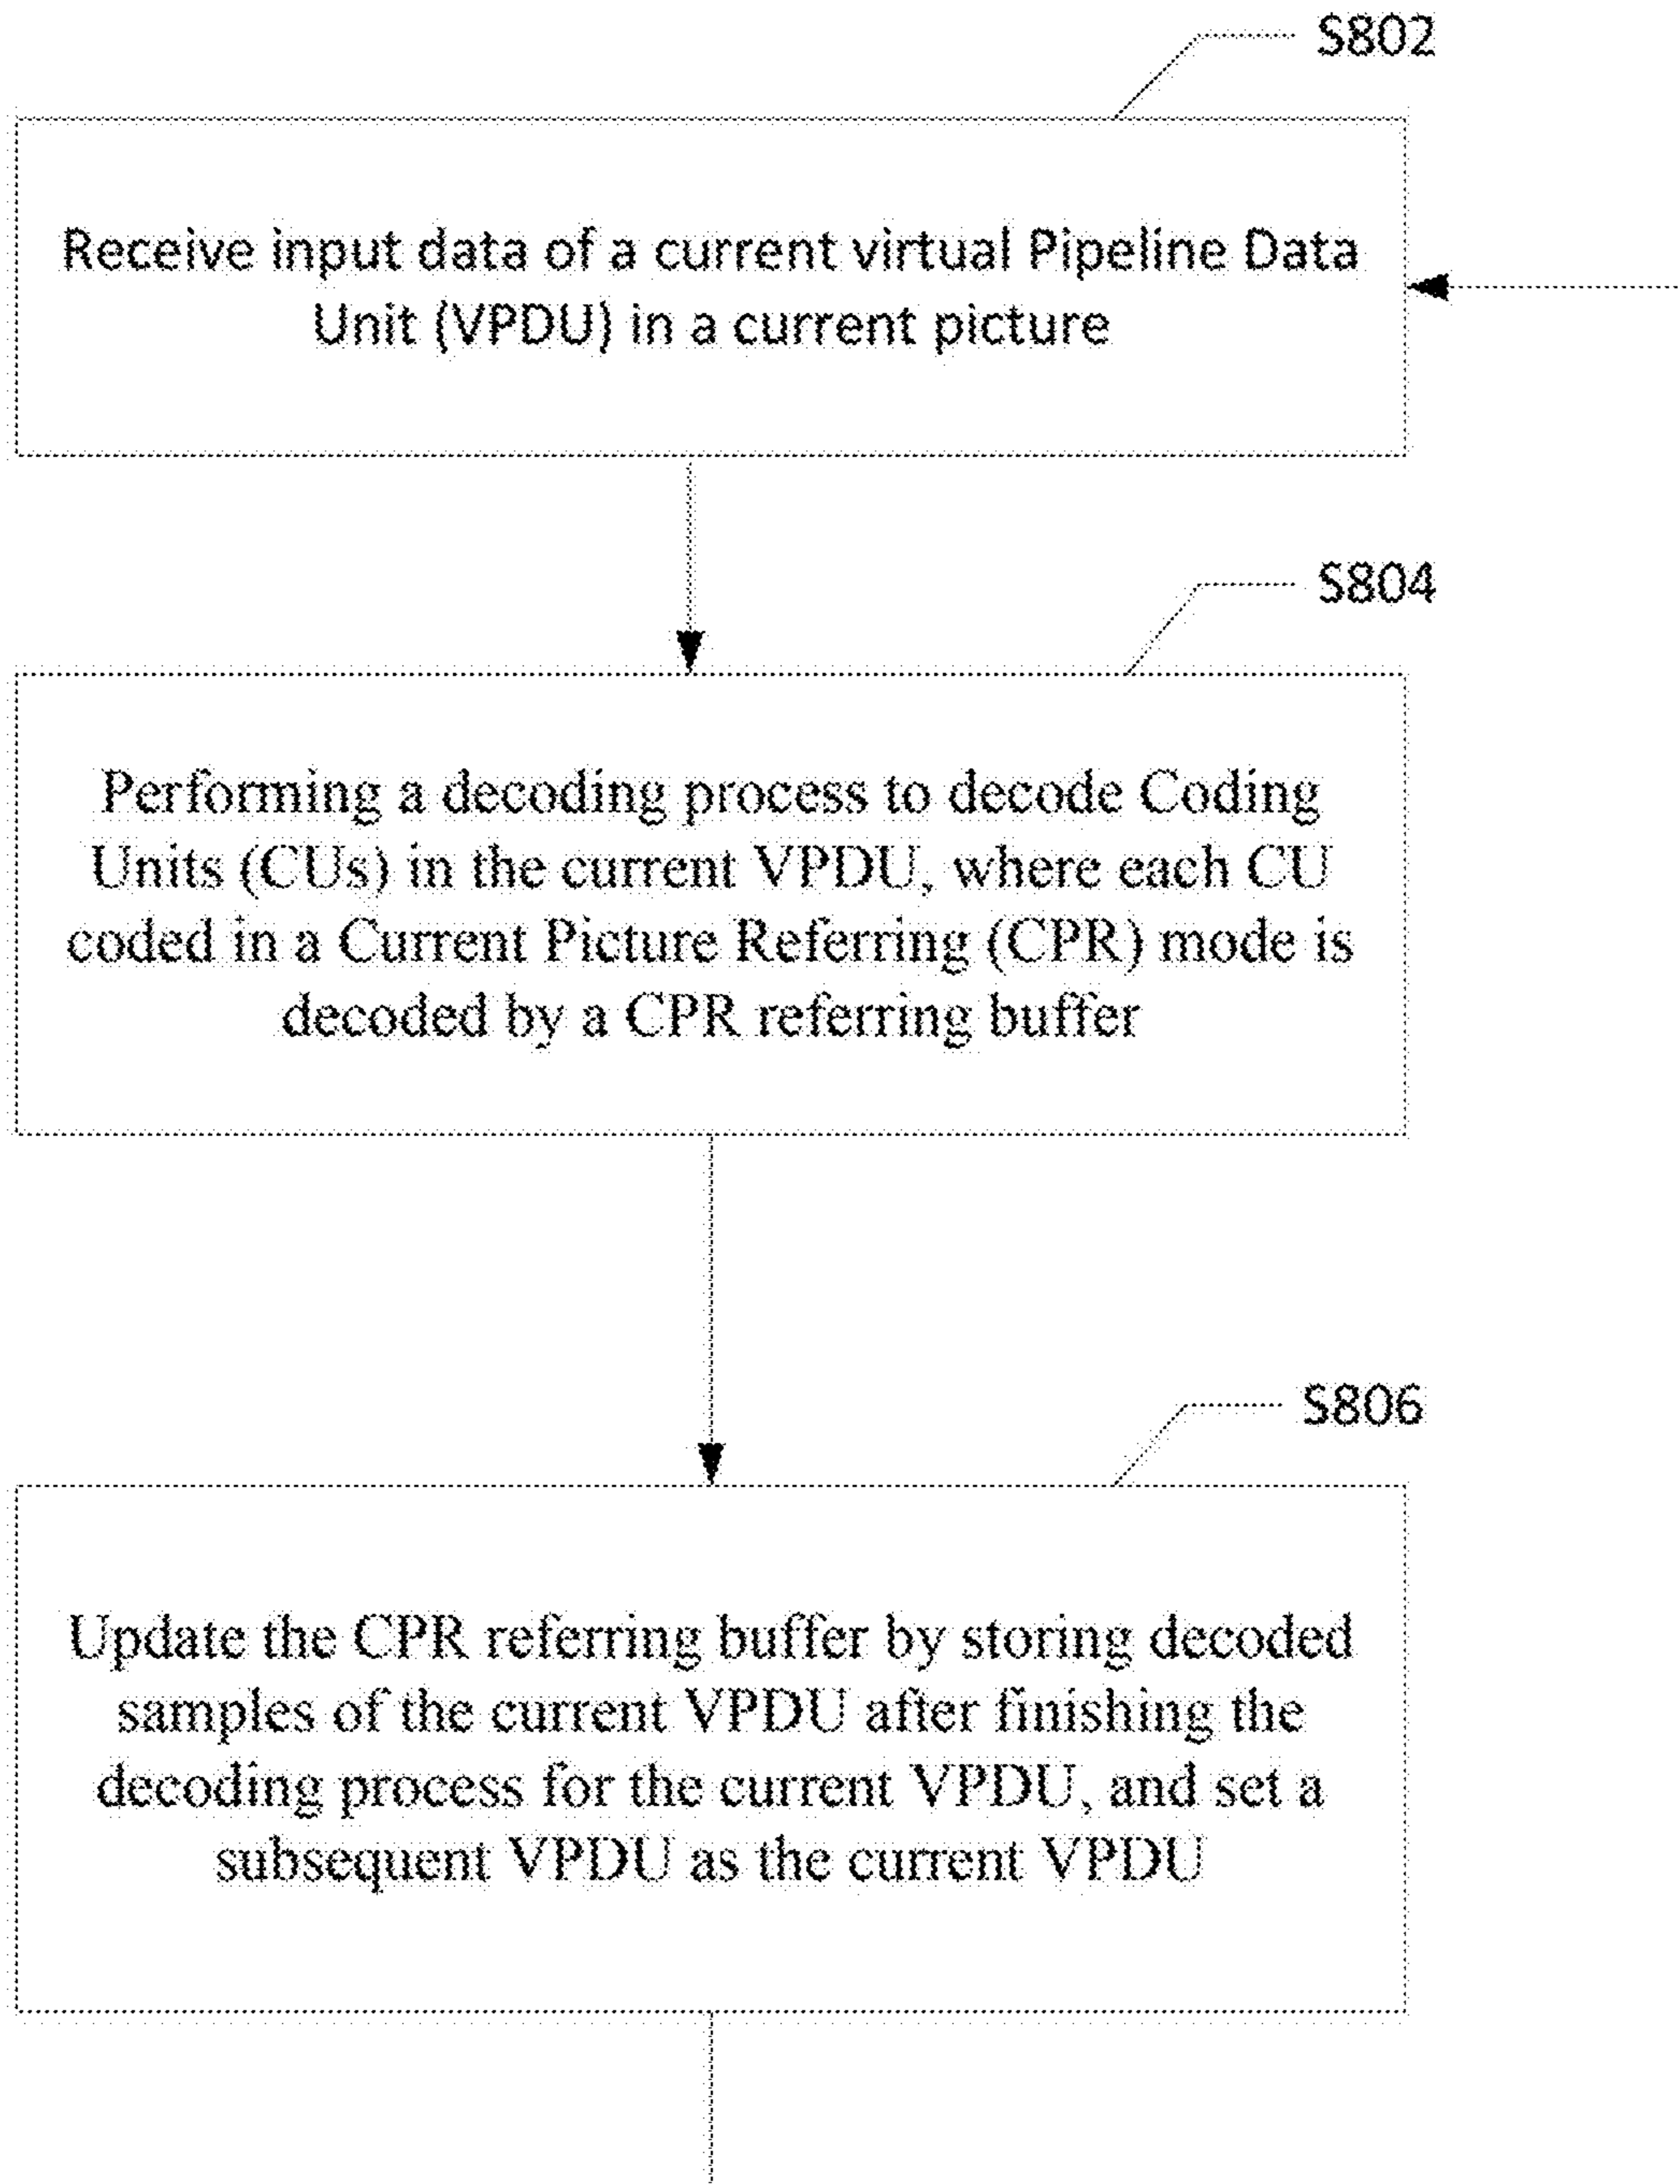 S802
Receive input data of a current virtual Pipeline Data
Unit (VPDU) in a current picture
S804
Performing a decoding process to decode Coding
Units (CUs) in the current VPDU, where each CU
coded in a Current Picture Referring (CPR) mode is
decoded by a CPR referring buffer
S806
Update the CPR referring buffer by storing decoded
samples of the current VPDU after finishing the
decoding process for the current VPDU, and set a
subsequent VPDU as the current VPDU